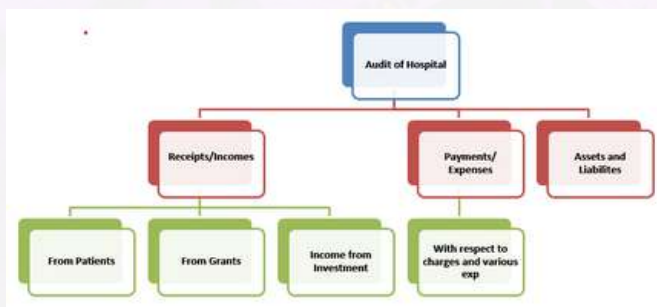 Audit of Hospital
Receipts/Incomes
Payments/
Expenses
Assets and
Liabilites
From Patients
From Grants
Income from
Investment
With respect to
charges and various
exp